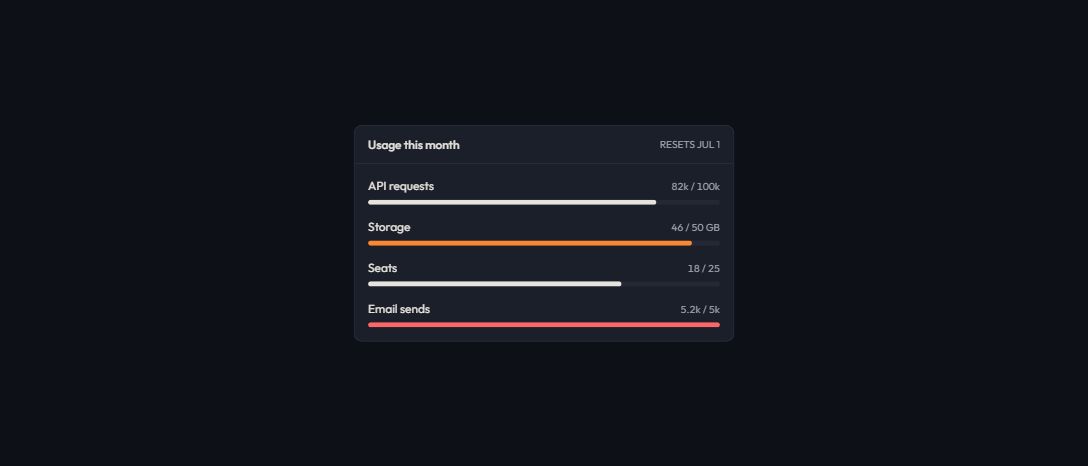 Usage this month
RESETS JUL 1
API requests
82k / 100k
Storage
46 / 50 GB
Seats
18 / 25
Email sends
5.2k / 5k